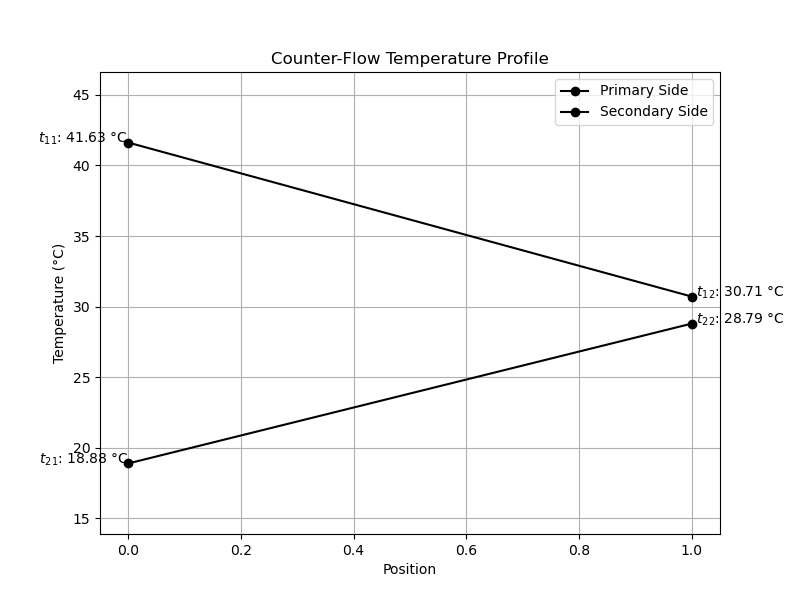 Counter-Flow Temperature Profile
Primary Side
Secondary Side
45
40
35
30
25
20
15
Temperature (°C)
t₁₁: 41.63 °C
t₁₂: 30.71 °C
t₂₂: 28.79 °C
t₂₁: 18.88 °C
0.0 0.2 0.4 0.6 0.8 1.0
Position